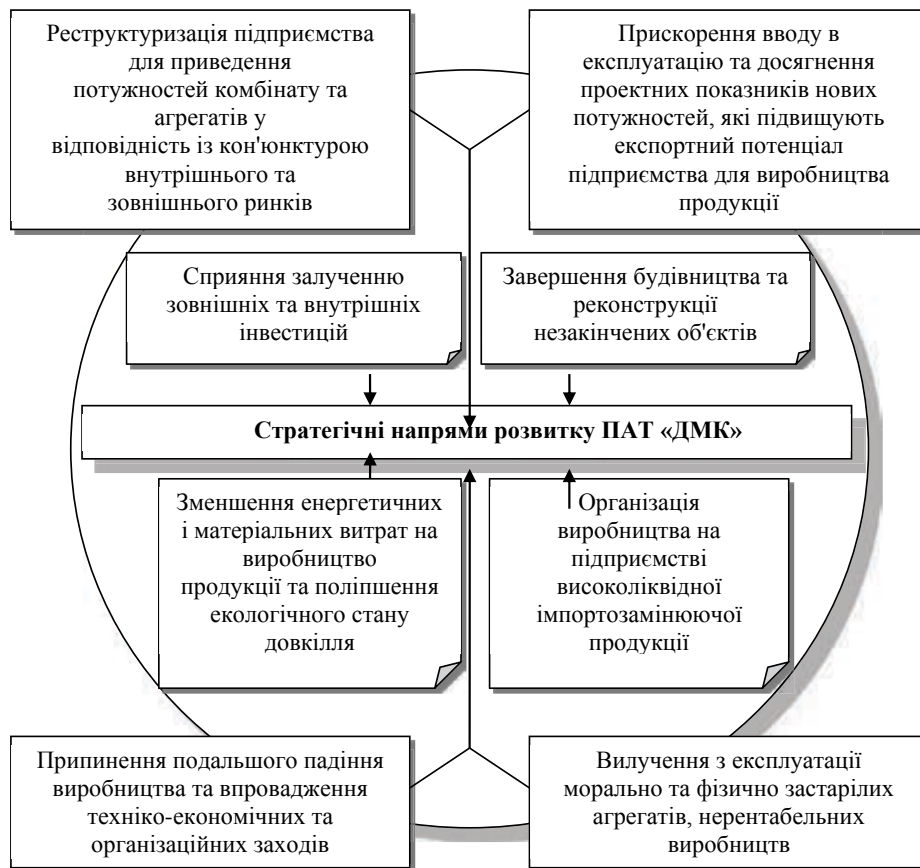 Реструктуризація підприємства
для приведення
потужностей комбінату та
агрегатів у
відповідність із кон'юнктурою
внутрішнього та
зовнішнього ринків
Прискорення вводу в
експлуатацію та досягнення
проектних показників нових
потужностей, які підвищують
експортний потенціал
підприємства для виробництва
продукції
Сприяння залученню
зовнішніх та внутрішніх
інвестицій
Завершення будівництва та
реконструкції
незакінчених об'єктів
Стратегічні напрями розвитку ПАТ «ДМК»
Зменшення енергетичних
і матеріальних витрат на
виробництво
продукції та поліпшення
екологічного стану
довкілля
Організація
виробництва на
підприємстві
високоліквідної
імпортозамінюючої
продукції
Припинення подальшого падіння
виробництва та впровадження
техніко-економічних та
організаційних заходів
Вилучення з експлуатації
морально та фізично застарілих
агрегатів, нерентабельних
виробництв